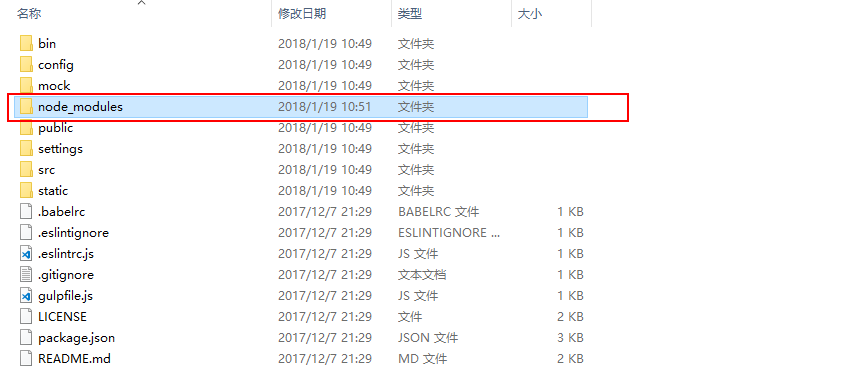 名称 修改日期 类型 大小
bin 2018/1/19 10:49 文件夹
config 2018/1/19 10:49 文件夹
mock 2018/1/19 10:49 文件夹
node_modules 2018/1/19 10:51 文件夹
public 2018/1/19 10:49 文件夹
settings 2018/1/19 10:49 文件夹
src 2018/1/19 10:49 文件夹
static 2018/1/19 10:49 文件夹
.babelrc 2017/12/7 21:29 BABELRC 文件 1 KB
.eslintignore 2017/12/7 21:29 ESLINTIGNORE ... 1 KB
.eslintrc.js 2017/12/7 21:29 JS 文件 1 KB
.gitignore 2017/12/7 21:29 文本文档 1 KB
gulpfile.js 2017/12/7 21:29 JS 文件 1 KB
LICENSE 2017/12/7 21:29 文件 2 KB
package.json 2017/12/7 21:29 JSON 文件 3 KB
README.md 2017/12/7 21:29 MD 文件 2 KB